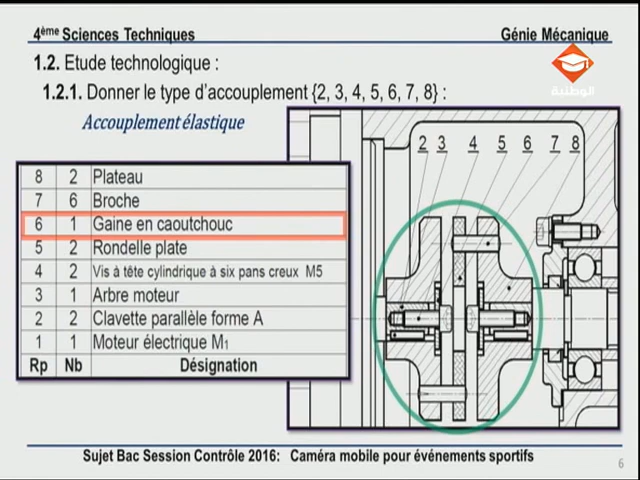 4ème Sciences Techniques
Génie Mécanique
1.2. Etude technologique :
الوطنية
1.2.1. Donner le type d'accouplement {2, 3, 4, 5, 6, 7, 8} :
Accouplement élastique
2 3 4 5 6 7 8
8 2 Plateau
7 6 Broche
6 1 Gaine en caoutchouc
5 2 Rondelle plate
4 2 Vis à tête cylindrique à six pans creux M5
3 1 Arbre moteur
2 2 Clavette parallèle forme A
1 1 Moteur électrique M1
Rp Nb Désignation
Sujet Bac Session Contrôle 2016: Caméra mobile pour événements sportifs
6